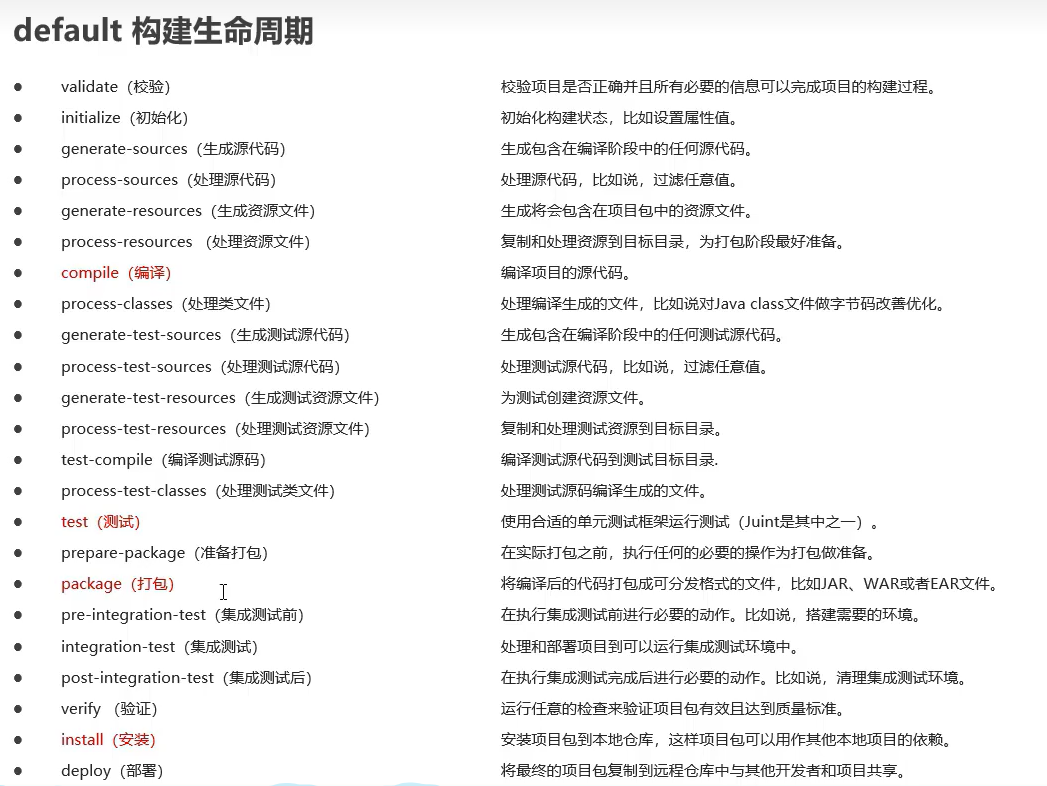 default 构建生命周期
● validate（校验） 校验项目是否正确并且所有必要的信息可以完成项目的构建过程。
● initialize（初始化） 初始化构建状态，比如设置属性值。
● generate-sources（生成源代码） 生成包含在编译阶段中的任何源代码。
● process-sources（处理源代码） 处理源代码，比如说，过滤任意值。
● generate-resources（生成资源文件） 生成将会包含在项目包中的资源文件。
● process-resources （处理资源文件） 复制和处理资源到目标目录，为打包阶段最好准备。
● compile（编译） 编译项目的源代码。
● process-classes（处理类文件） 处理编译生成的文件，比如说对Java class文件做字节码改善优化。
● generate-test-sources（生成测试源代码） 生成包含在编译阶段中的任何测试源代码。
● process-test-sources（处理测试源代码） 处理测试源代码，比如说，过滤任意值。
● generate-test-resources（生成测试资源文件） 为测试创建资源文件。
● process-test-resources（处理测试资源文件） 复制和处理测试资源到目标目录。
● test-compile（编译测试源码） 编译测试源代码到测试目标目录.
● process-test-classes（处理测试类文件） 处理测试源码编译生成的文件。
● test（测试） 使用合适的单元测试框架运行测试（Juint是其中之一）。
● prepare-package（准备打包） 在实际打包之前，执行任何的必要的操作为打包做准备。
● package（打包） 将编译后的代码打包成可分发格式的文件，比如JAR、WAR或者EAR文件。
● pre-integration-test（集成测试前） 在执行集成测试前进行必要的动作。比如说，搭建需要的环境。
● integration-test（集成测试） 处理和部署项目到可以运行集成测试环境中。
● post-integration-test（集成测试后） 在执行集成测试完成后进行必要的动作。比如说，清理集成测试环境。
● verify （验证） 运行任意的检查来验证项目包有效且达到质量标准。
● install（安装） 安装项目包到本地仓库，这样项目包可以用作其他本地项目的依赖。
● deploy（部署） 将最终的项目包复制到远程仓库中与其他开发者和项目共享。